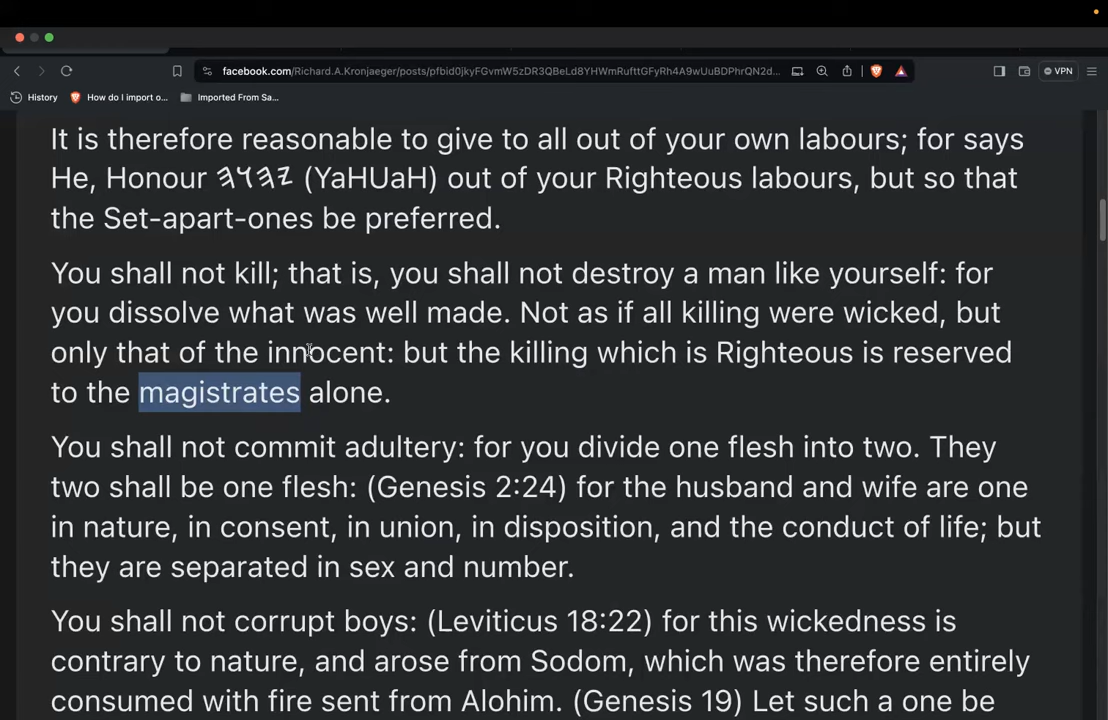 facebook.com/Richard.A.Kronjaeger/posts/pfbid0jkyFGvmW5zDR3QBeLd8YHWmRufttGFyRh4A9wUuBDPhrQN2d...
VPN
History How do I import o... Imported From Sa...
It is therefore reasonable to give to all out of your own labours; for says
He, Honour 𐤄𐤅𐤄𐤉 (YaHUaH) out of your Righteous labours, but so that
the Set-apart-ones be preferred.
You shall not kill; that is, you shall not destroy a man like yourself: for
you dissolve what was well made. Not as if all killing were wicked, but
only that of the innocent: but the killing which is Righteous is reserved
to the magistrates alone.
You shall not commit adultery: for you divide one flesh into two. They
two shall be one flesh: (Genesis 2:24) for the husband and wife are one
in nature, in consent, in union, in disposition, and the conduct of life; but
they are separated in sex and number.
You shall not corrupt boys: (Leviticus 18:22) for this wickedness is
contrary to nature, and arose from Sodom, which was therefore entirely
consumed with fire sent from Alohim. (Genesis 19) Let such a one be